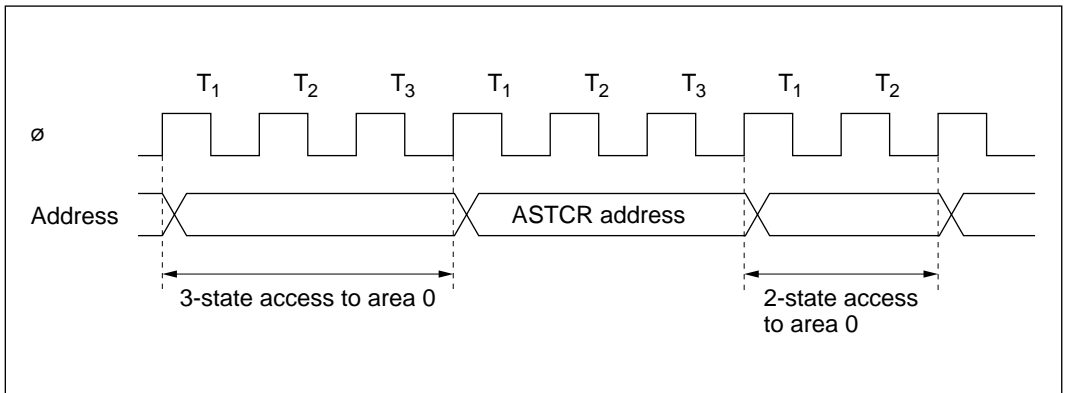 T1 T2 T3 T1 T2 T3 T1 T2
ø
Address ASTCR address
3-state access to area 0
2-state access
to area 0